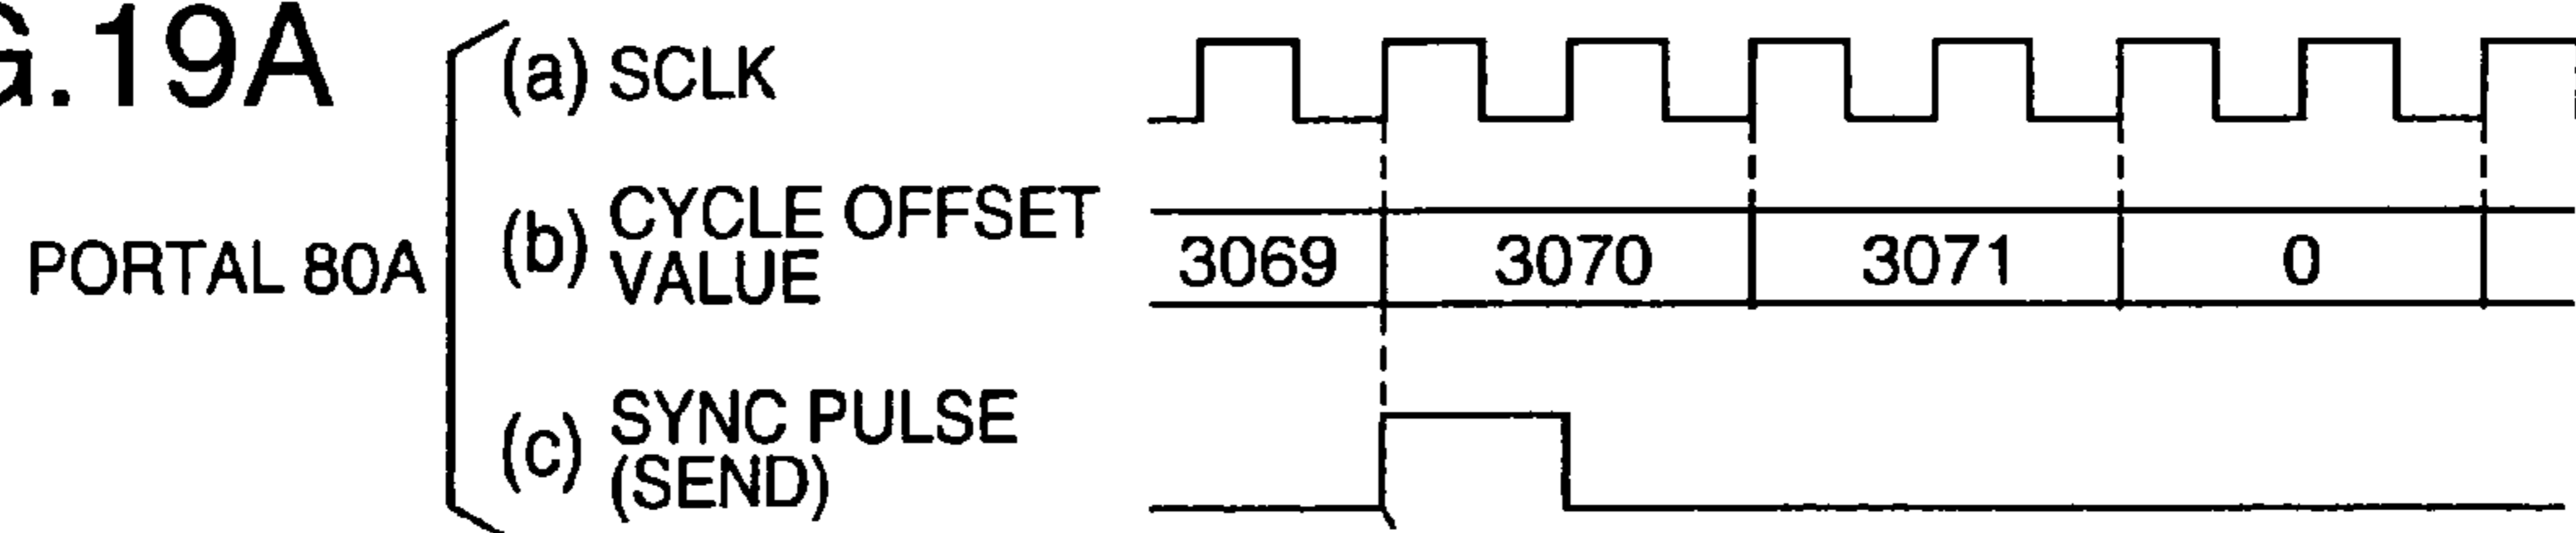 G.19A
(a) SCLK
PORTAL 80A
(b) CYCLE OFFSET
VALUE
3069 3070 3071 0
(c) SYNC PULSE
(SEND)